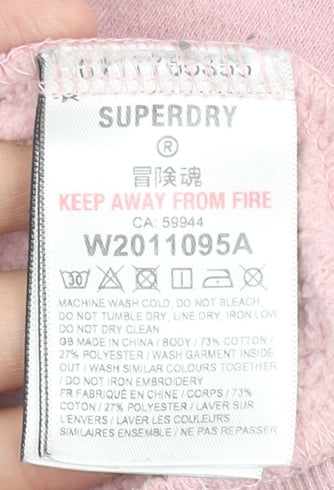 SUPERDRY
®
冒険魂
KEEP AWAY FROM FIRE
CA: 59944
W2011095A
30
MACHINE WASH COLD, DO NOT BLEACH,
DO NOT TUMBLE DRY, LINE DRY, IRON LOW
DO NOT DRY CLEAN
GB MADE IN CHINA / BODY / 73% COTTON /
27% POLYESTER / WASH GARMENT INSIDE
OUT / WASH SIMILAR COLOURS TOGETHER
/ DO NOT IRON EMBROIDERY
FR FABRIQUÉ EN CHINE / CORPS / 73%
COTON / 27% POLYESTER / LAVER SUR
L'ENVERS / LAVER LES COULEURS
SIMILAIRES ENSEMBLE / NE PAS REPASSER